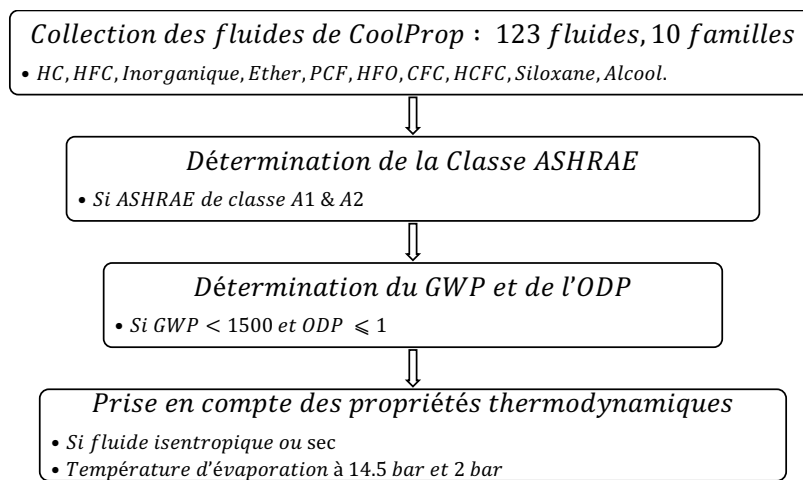 Collection des fluides de CoolProp : 123 fluides, 10 familles
• HC, HFC, Inorganique, Ether, PCF, HFO, CFC, HCFC, Siloxane, Alcool.
Détermination de la Classe ASHRAE
• Si ASHRAE de classe A1 & A2
Détermination du GWP et de l'ODP
• Si GWP < 1500 et ODP ⩽ 1
Prise en compte des propriétés thermodynamiques
• Si fluide isentropique ou sec
• Température d'évaporation à 14.5 bar et 2 bar